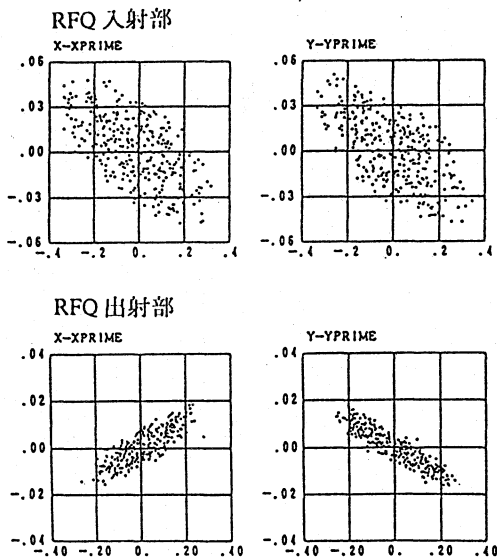 RFQ 入射部
X-XPRIME
Y-YPRIME
.06
.03
.00
-.03
-.06
-.4 -.2 0. .2 .4
.06
.03
.00
-.03
-.06
-.4 -.2 0. .2 .4
RFQ 出射部
X-XPRIME
Y-YPRIME
.04
.02
.00
-.02
-.04
-.40 -.20 0. .20 .40
.04
.02
.00
-.02
-.04
-.40 -.20 0. .20 .40